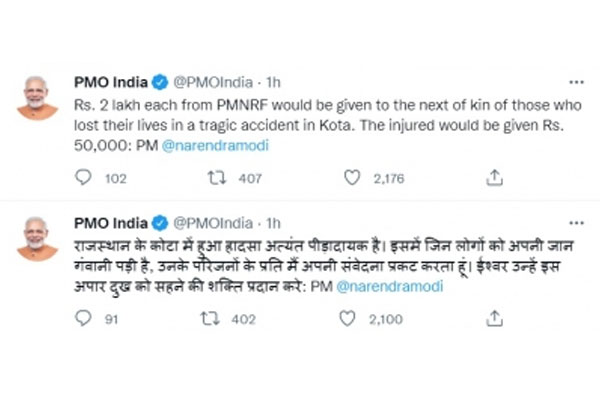 PMO India @PMOIndia · 1h
Rs. 2 lakh each from PMNRF would be given to the next of kin of those who
lost their lives in a tragic accident in Kota. The injured would be given Rs.
50,000: PM @narendramodi
102 407 2,176
PMO India @PMOIndia · 1h
राजस्थान के कोटा में हुआ हादसा अत्यंत पीड़ादायक है। इसमें जिन लोगों को अपनी जान
गंवानी पड़ी है, उनके परिजनों के प्रति मैं अपनी संवेदना प्रकट करता हूं। ईश्वर उन्हें इस
अपार दुख को सहने की शक्ति प्रदान करे: PM @narendramodi
91 402 2,100